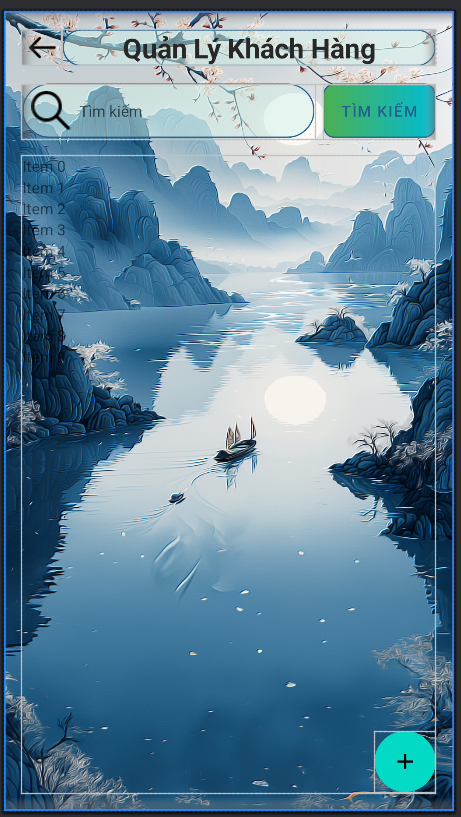 Quản Lý Khách Hàng
Tìm kiếm
TÌM KIẾM
Item 0
Item 1
Item 2
Item 3